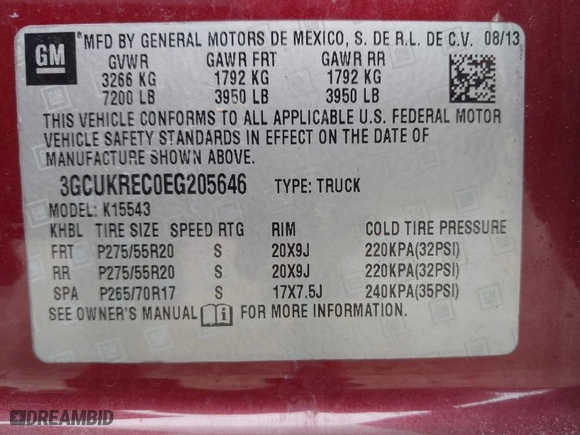 GM
*MFD BY GENERAL MOTORS DE MEXICO, S. DE R.L. DE C.V. 08/13
GVWR GAWR FRT GAWR RR
3266 KG 1792 KG 1792 KG
7200 LB 3950 LB 3950 LB
THIS VEHICLE CONFORMS TO ALL APPLICABLE U.S. FEDERAL MOTOR
VEHICLE SAFETY STANDARDS IN EFFECT ON THE DATE OF
MANUFACTURE SHOWN ABOVE.
3GCUKREC0EG205646 TYPE: TRUCK
MODEL: K15543
KHBL TIRE SIZE SPEED RTG RIM COLD TIRE PRESSURE
FRT P275/55R20 S 20X9J 220KPA(32PSI)
RR P275/55R20 S 20X9J 220KPA(32PSI)
SPA P265/70R17 S 17X7.5J 240KPA(35PSI)
SEE OWNER'S MANUAL FOR MORE INFORMATION.
DREAMBID